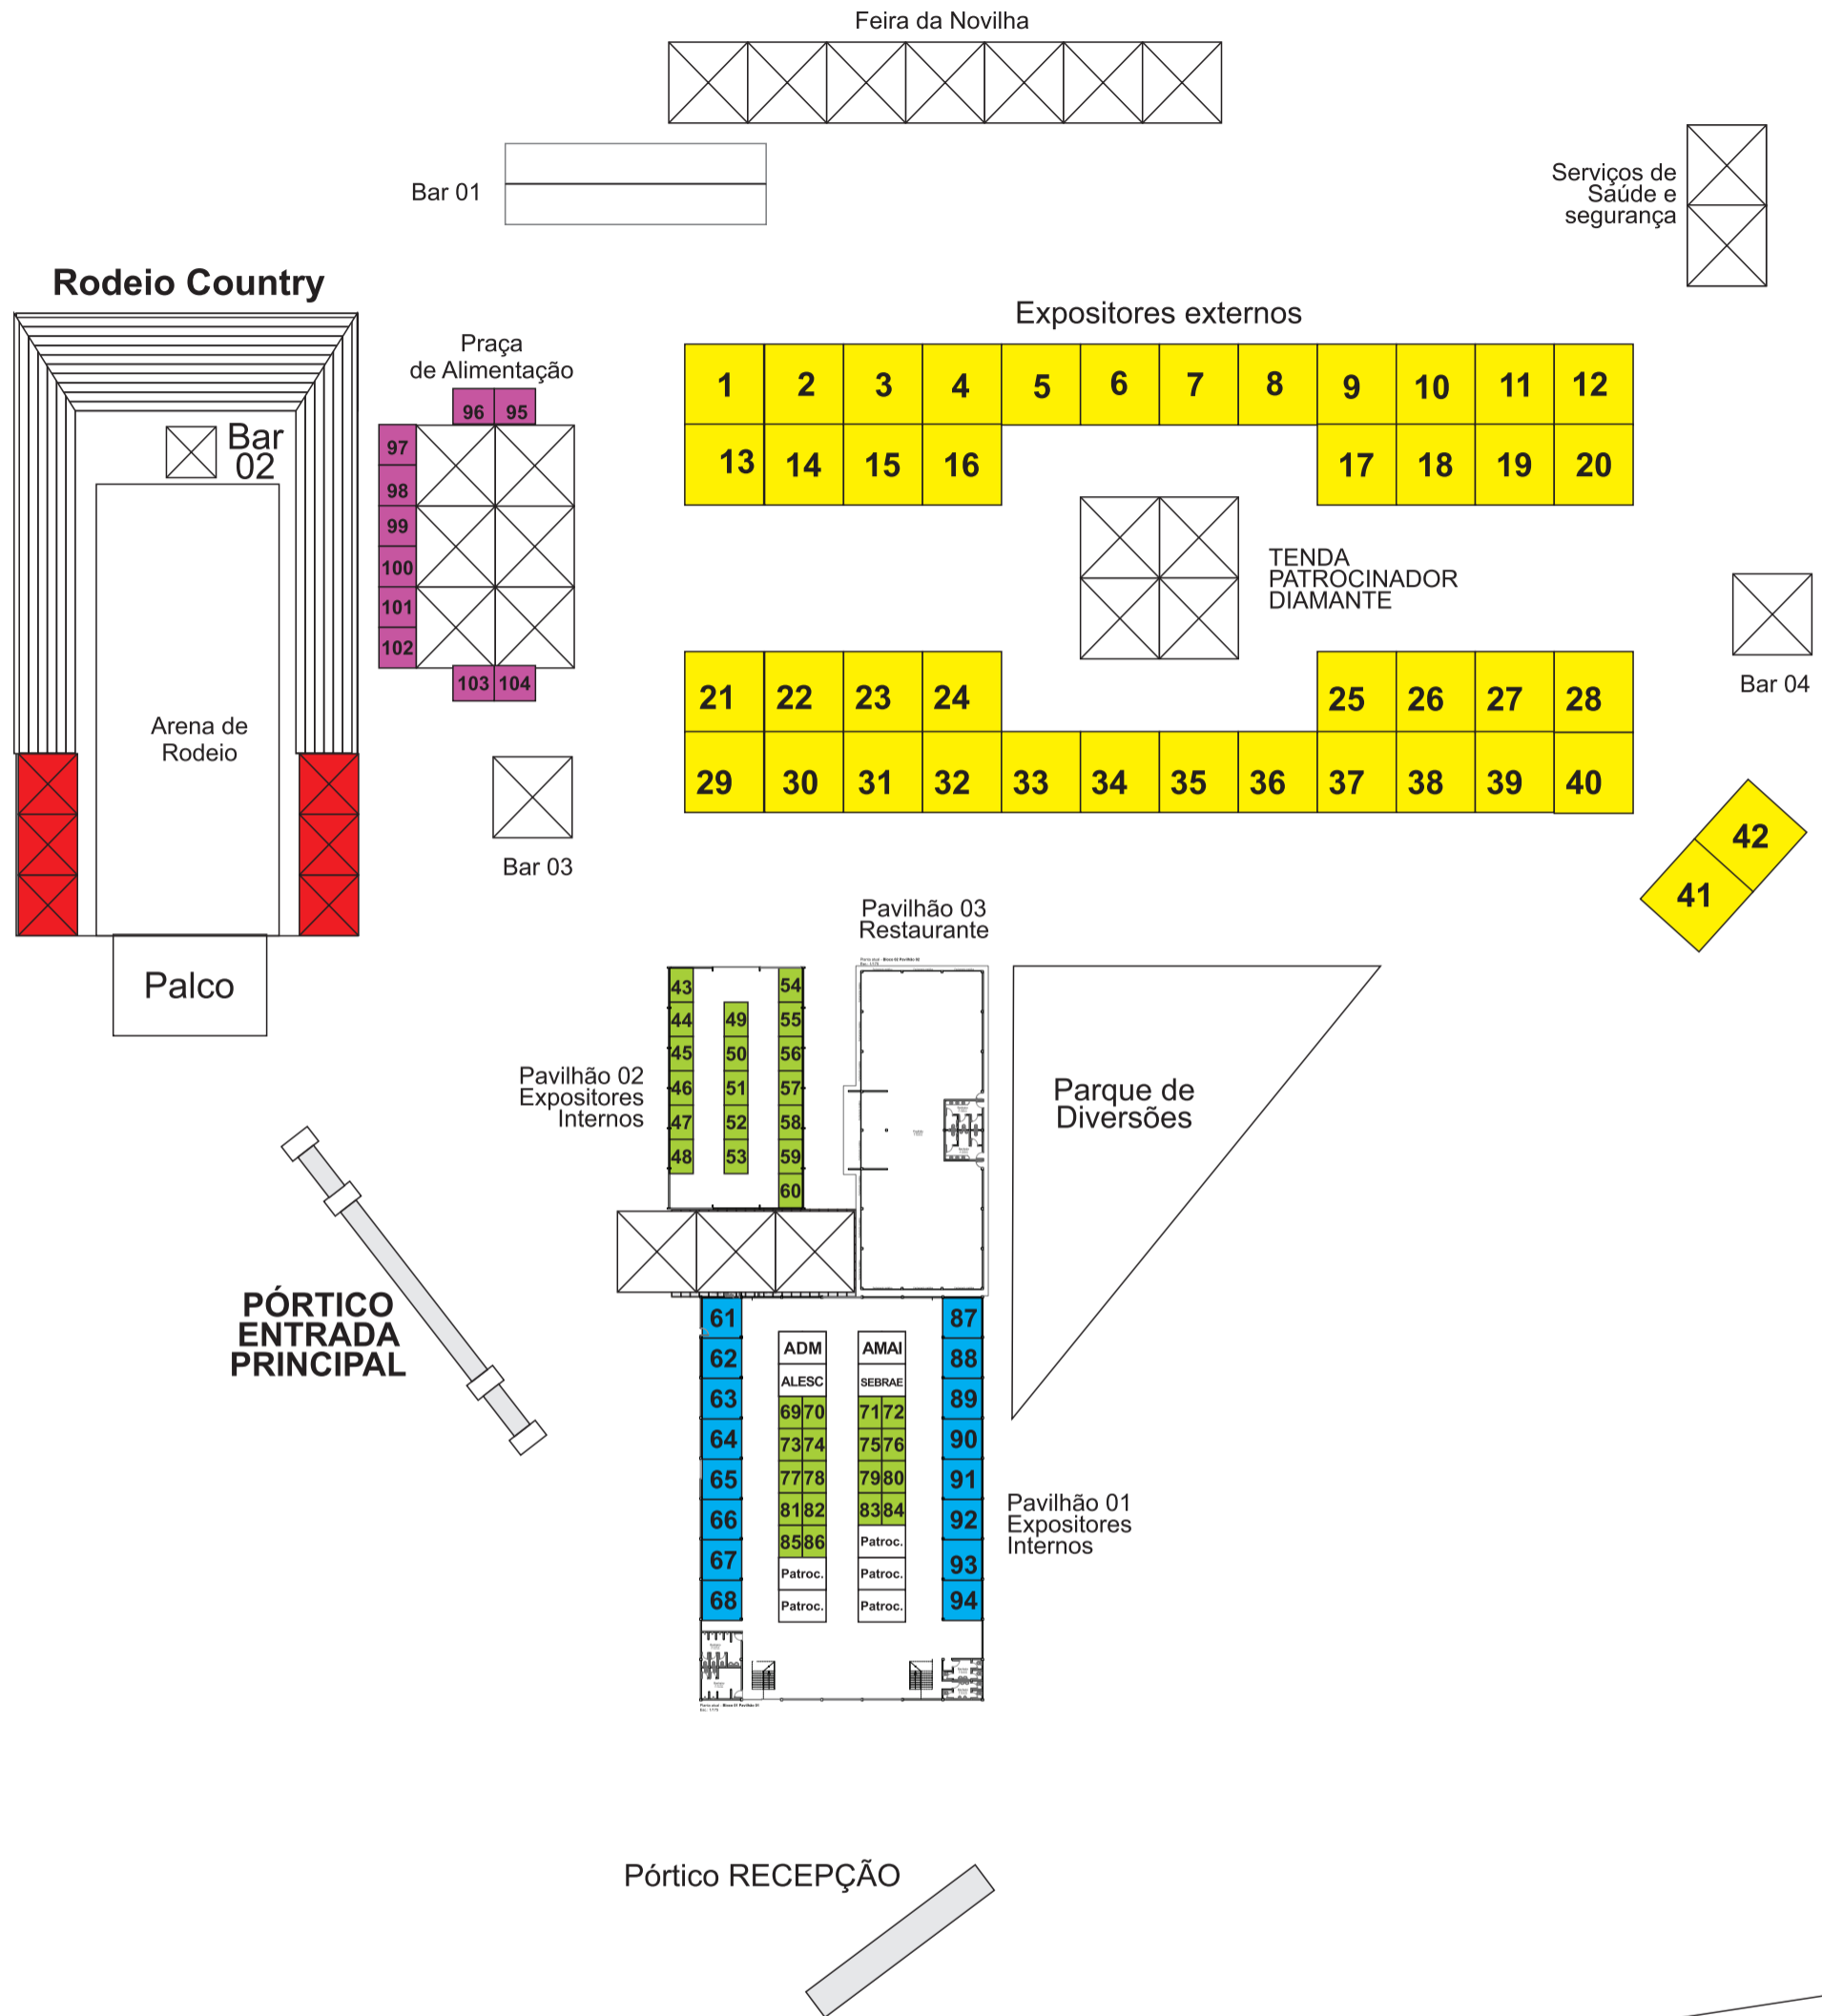 Feira da Novilha
Bar 01
Serviços de
Saúde e
segurança
Rodeio Country
Expositores externos
Praça
de Alimentação
1 2 3 4 5 6 7 8 9 10 11 12
96 95
Bar
02
97
13 14 15 16 17 18 19 20
98
99
100
101
102
TENDA
PATROCINADOR
DIAMANTE
103 104
Bar 04
21 22 23 24 25 26 27 28
Arena de
Rodeio
29 30 31 32 33 34 35 36 37 38 39 40
Bar 03
42
41
Pavilhão 03
Restaurante
Palco
43 54
44 49 55
45 50 56
46 51 57
47 52 58
48 53 59
60
Pavilhão 02
Expositores
Internos
Parque de
Diversões
PÓRTICO
ENTRADA
PRINCIPAL
61 87
62 ADM AMAI 88
ALESC SEBRAE
63 69 70 71 72 89
64 73 74 75 76 90
65 77 78 79 80 91
66 81 82 83 84 92
67 85 86 Patroc. 93
Patroc. Patroc.
68 Patroc. Patroc. 94
Pavilhão 01
Expositores
Internos
Pórtico RECEPÇÃO